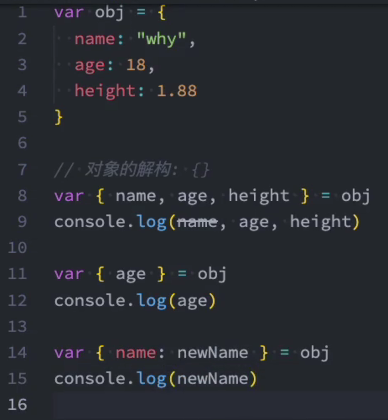 1 var obj = {
2   name: "why",
3   age: 18,
4   height: 1.88
5 }
6
7 // 对象的解构: {}
8 var { name, age, height } = obj
9 console.log(name, age, height)
10
11 var { age } = obj
12 console.log(age)
13
14 var { name: newName } = obj
15 console.log(newName)
16